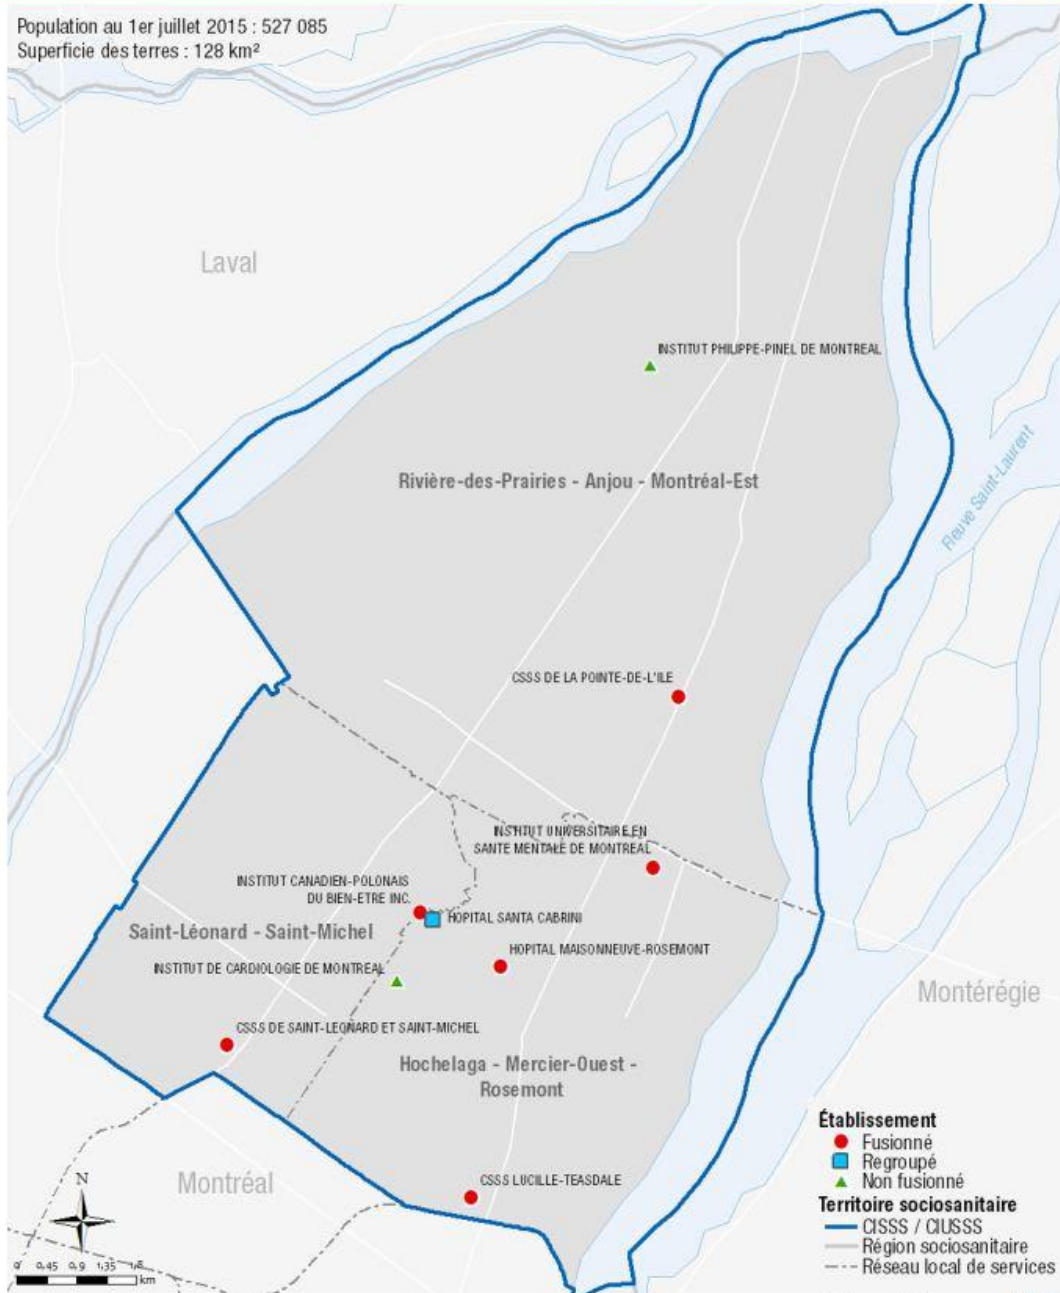 Population au 1er juillet 2015 : 527 085
Superficie des terres : 128 km²
Laval
INSTITUT PHILIPPE-PINEL DE MONTREAL
Fleuve Saint-Laurent
Rivière-des-Prairies - Anjou - Montréal-Est
CSSS DE LA POINTE-DE-L'ILE
INSTITUT UNIVERSITAIRE EN
SANTE MENTALE DE MONTREAL
INSTITUT CANADIEN-POLONAIS
DU BIEN-ETRE INC.
HOPITAL SANTA CABRINI
Saint-Léonard - Saint-Michel
HOPITAL MAISONNEUVE-ROSEMONT
INSTITUT DE CARDIOLOGIE DE MONTREAL
Montérégie
CSSS DE SAINT-LEONARD ET SAINT-MICHEL
Hochelaga - Mercier-Ouest -
Rosemont
Montréal
CSSS LUCILLE-TEASDALE
Établissement
Fusionné
Regroupé
Non fusionné
Territoire sociosanitaire
CISSS / CIUSSS
Région sociosanitaire
Réseau local de services
N
0 0,45 0,9 1,35 1,8
km